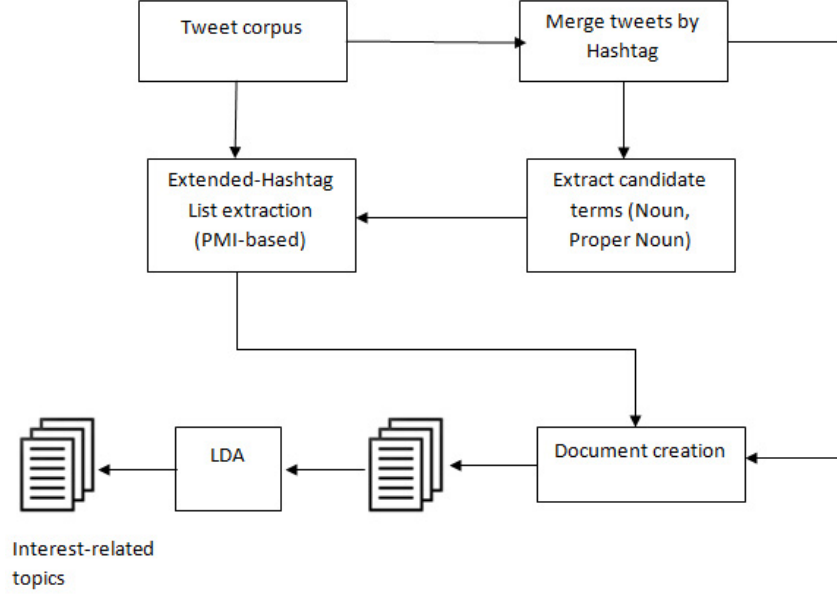 Tweet corpus
Merge tweets by
Hashtag
Extended-Hashtag
List extraction
(PMI-based)
Extract candidate
terms (Noun,
Proper Noun)
Document creation
LDA
Interest-related
topics